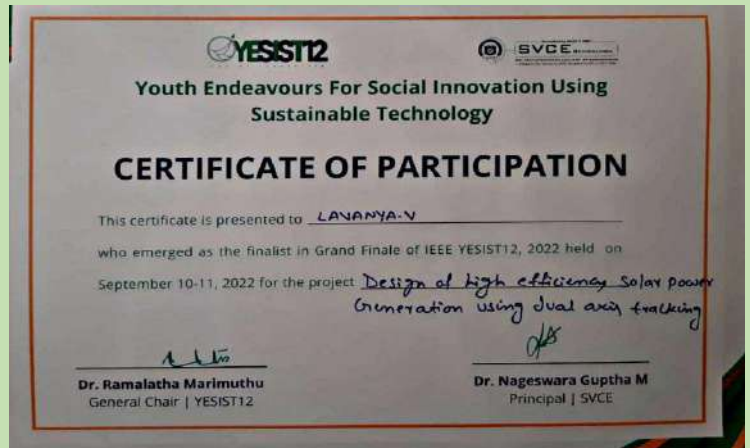 YESIST12
SVCE
Youth Endeavours For Social Innovation Using
Sustainable Technology
CERTIFICATE OF PARTICIPATION
This certificate is presented to LAVANYA.V
who emerged as the finalist in Grand Finale of IEEE YESIST12, 2022 held on
September 10-11, 2022 for the project Design of high efficiency Solar power
Generation using dual axis tracking
Dr. Ramalatha Marimuthu
General Chair | YESIST12
Dr. Nageswara Guptha M
Principal | SVCE